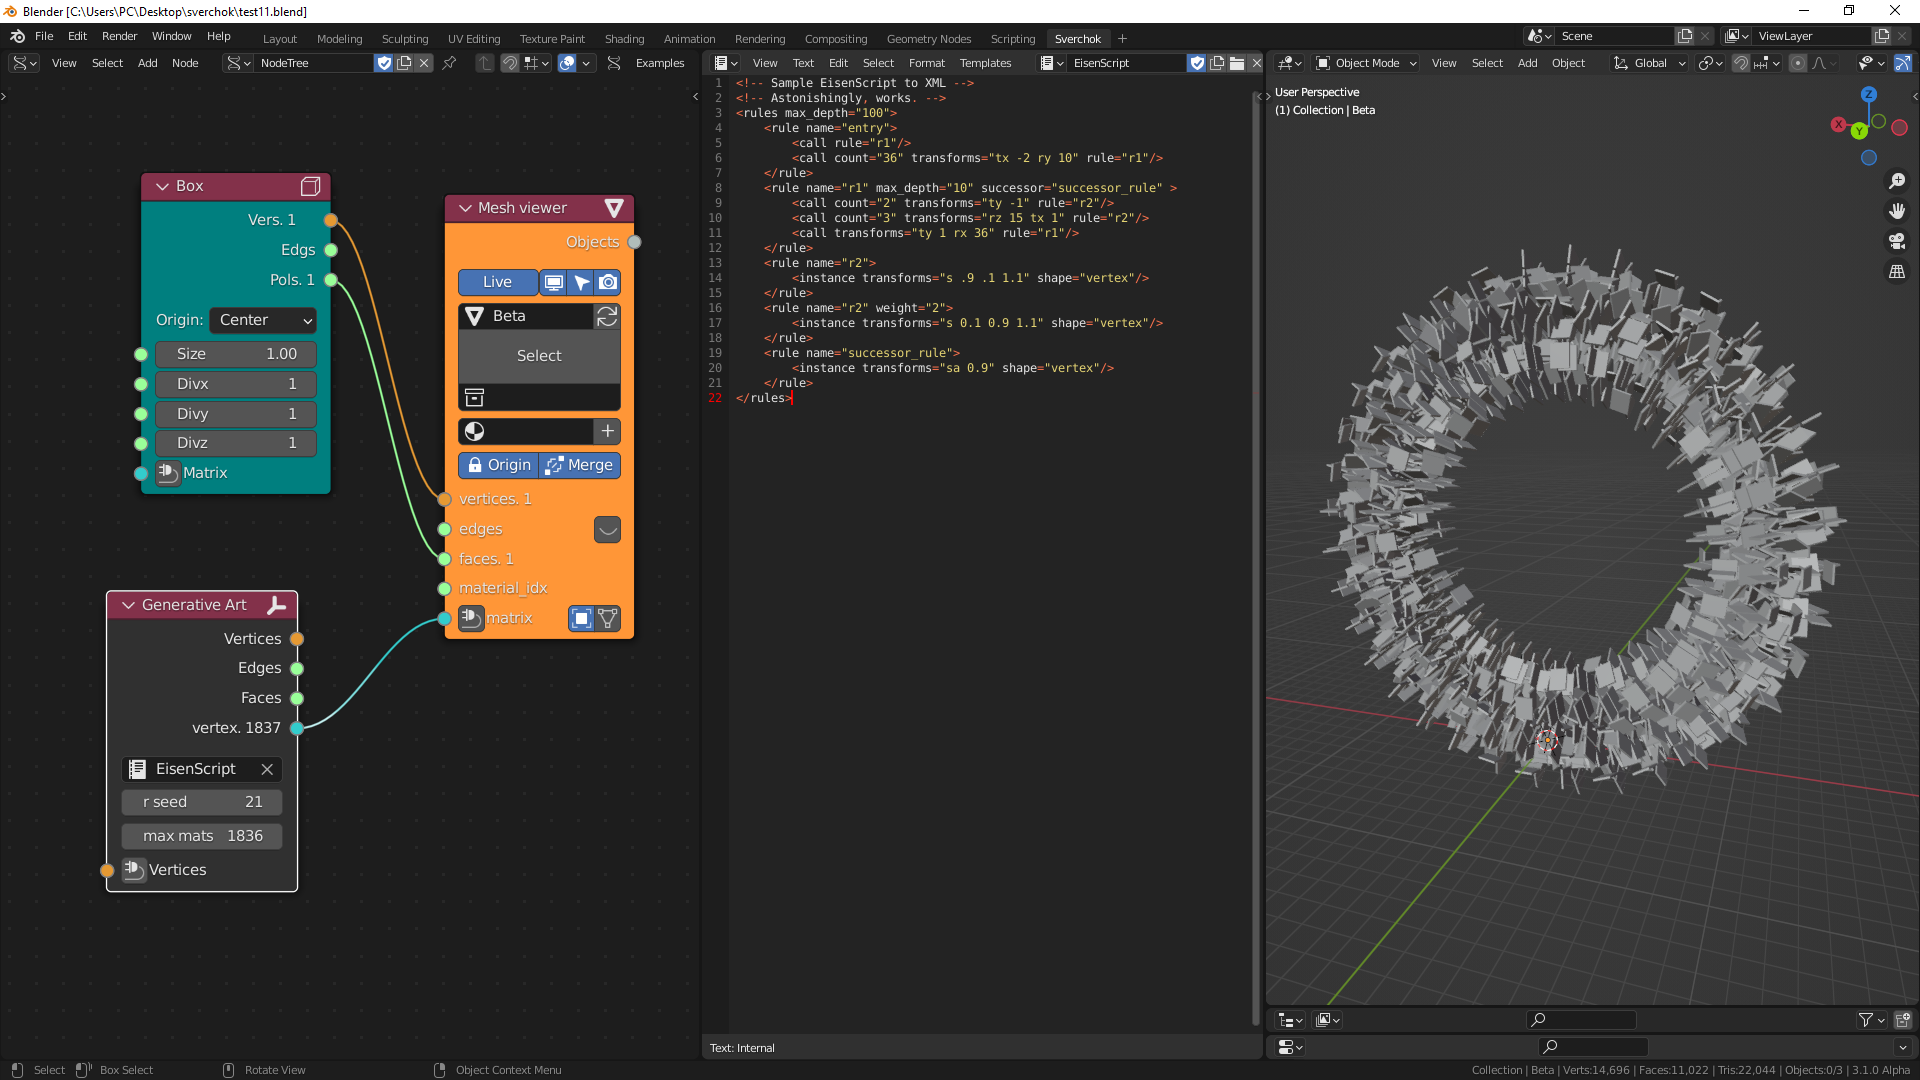 Blender [C:\Users\PC\Desktop\sverchok\test11.blend]
File Edit Render Window Help
Layout Modeling Sculpting UV Editing Texture Paint Shading Animation Rendering Compositing Geometry Nodes Scripting Sverchok +
Scene
ViewLayer
View Select Add Node
NodeTree
Examples
View Text Edit Select Format Templates
EisenScript
Object Mode
View Select Add Object
Global
Box
Vers. 1
Edgs
Pols. 1
Origin: Center
Size 1.00
Divx 1
Divy 1
Divz 1
Matrix
Mesh viewer
Objects
Live
Beta
Select
Origin Merge
vertices. 1
edges
faces. 1
material_idx
matrix
Generative Art
Vertices
Edges
Faces
vertex. 1837
EisenScript
r seed 21
max mats 1836
Vertices
1 <!-- Sample EisenScript to XML -->
2 <!-- Astonishingly, works. -->
3 <rules max_depth="100">
4 <rule name="entry">
5 <call rule="r1"/>
6 <call count="36" transforms="tx -2 ry 10" rule="r1"/>
7 </rule>
8 <rule name="r1" max_depth="10" successor="successor_rule" >
9 <call count="2" transforms="ty -1" rule="r2"/>
10 <call count="3" transforms="rz 15 tx 1" rule="r2"/>
11 <call transforms="ty 1 rx 36" rule="r1"/>
12 </rule>
13 <rule name="r2">
14 <instance transforms="s .9 .1 1.1" shape="vertex"/>
15 </rule>
16 <rule name="r2" weight="2">
17 <instance transforms="s 0.1 0.9 1.1" shape="vertex"/>
18 </rule>
19 <rule name="successor_rule">
20 <instance transforms="sa 0.9" shape="vertex"/>
21 </rule>
22 </rules>
Text: Internal
User Perspective
(1) Collection | Beta
Z
X
Y
Select
Box Select
Rotate View
Object Context Menu
Collection | Beta | Verts:14,696 | Faces:11,022 | Tris:22,044 | Objects:0/3 | 3.1.0 Alpha